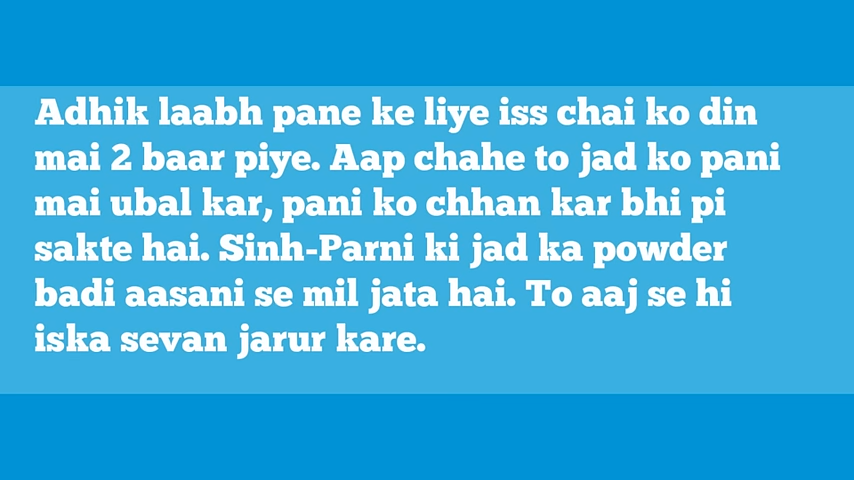 Adhik laabh pane ke liye iss chai ko din
mai 2 baar piye. Aap chahe to jad ko pani
mai ubal kar, pani ko chhan kar bhi pi
sakte hai. Sinh-Parni ki jad ka powder
badi aasani se mil jata hai. To aaj se hi
iska sevan jarur kare.